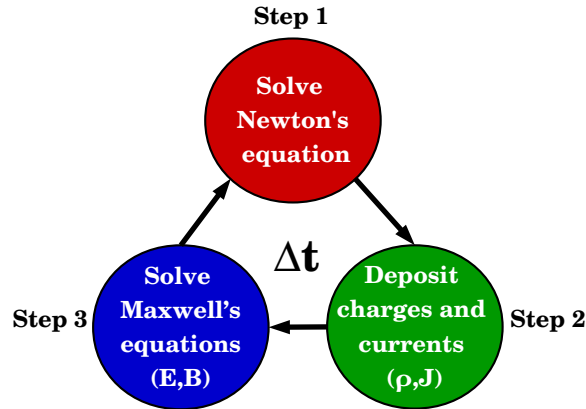 Step 1
Solve
Newton's
equation
Δt
Solve
Maxwell’s
equations
(E,B)
Step 3
Deposit
charges and
currents
(ρ,J)
Step 2